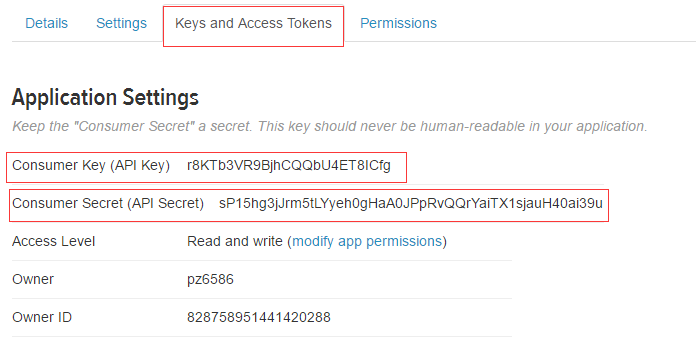 Details Settings Keys and Access Tokens Permissions
Application Settings
Keep the "Consumer Secret" a secret. This key should never be human-readable in your application.
Consumer Key (API Key) r8KTb3VR9BjhCQQbU4ET8ICfg
Consumer Secret (API Secret) sP15hg3jJrm5tLYyeh0gHaA0JPpRvQQrYaiTX1sjauH40ai39u
Access Level Read and write (modify app permissions)
Owner pz6586
Owner ID 828758951441420288